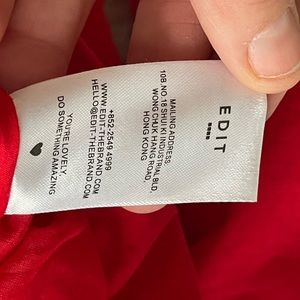 EDIT
MAILING ADDRESS:
10B, NO.18 SHUI KI INDUSTRIAL BLD,
WONG CHUK HANG ROAD,
HONG KONG
+852-2549 4999
WWW.EDIT-THEBRAND.COM
HELLO@EDIT-THEBRAND.COM
YOU'RE LOVELY.
DO SOMETHING AMAZING